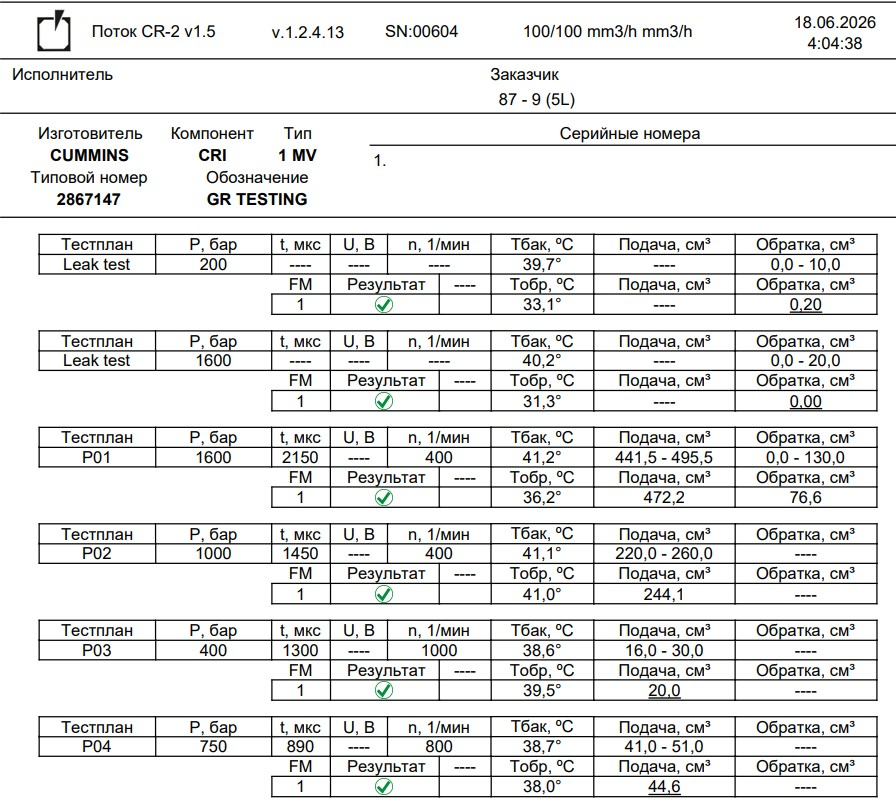 Поток CR-2 v1.5 v.1.2.4.13 SN:00604 100/100 mm3/h mm3/h 18.06.2026
4:04:38
Исполнитель Заказчик
87 - 9 (5L)
Изготовитель Компонент Тип Серийные номера
CUMMINS CRI 1 MV 1.
Типовой номер Обозначение
2867147 GR TESTING
Тестплан P, бар t, мкс U, В n, 1/мин Тбак, ºC Подача, см³ Обратка, см³
Leak test 200 ---- ---- ---- 39,7° ---- 0,0 - 10,0
FM Результат ---- Тобр, ºC Подача, см³ Обратка, см³
1 33,1° ---- 0,20
Тестплан P, бар t, мкс U, В n, 1/мин Тбак, ºC Подача, см³ Обратка, см³
Leak test 1600 ---- ---- ---- 40,2° ---- 0,0 - 20,0
FM Результат ---- Тобр, ºC Подача, см³ Обратка, см³
1 31,3° ---- 0,00
Тестплан P, бар t, мкс U, В n, 1/мин Тбак, ºC Подача, см³ Обратка, см³
P01 1600 2150 ---- 400 41,2° 441,5 - 495,5 0,0 - 130,0
FM Результат ---- Тобр, ºC Подача, см³ Обратка, см³
1 36,2° 472,2 76,6
Тестплан P, бар t, мкс U, В n, 1/мин Тбак, ºC Подача, см³ Обратка, см³
P02 1000 1450 ---- 400 41,1° 220,0 - 260,0 ----
FM Результат ---- Тобр, ºC Подача, см³ Обратка, см³
1 41,0° 244,1 ----
Тестплан P, бар t, мкс U, В n, 1/мин Тбак, ºC Подача, см³ Обратка, см³
P03 400 1300 ---- 1000 38,6° 16,0 - 30,0 ----
FM Результат ---- Тобр, ºC Подача, см³ Обратка, см³
1 39,5° 20,0 ----
Тестплан P, бар t, мкс U, В n, 1/мин Тбак, ºC Подача, см³ Обратка, см³
P04 750 890 ---- 800 38,7° 41,0 - 51,0 ----
FM Результат ---- Тобр, ºC Подача, см³ Обратка, см³
1 38,0° 44,6 ----